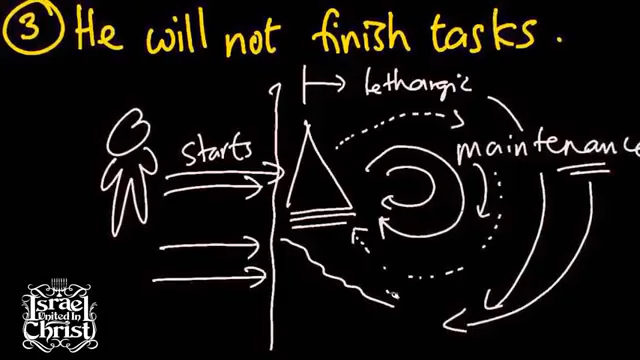 ③ He will not finish tasks.
lethargic
starts
maintenance
ISRAEL
UNITED IN
CHRIST